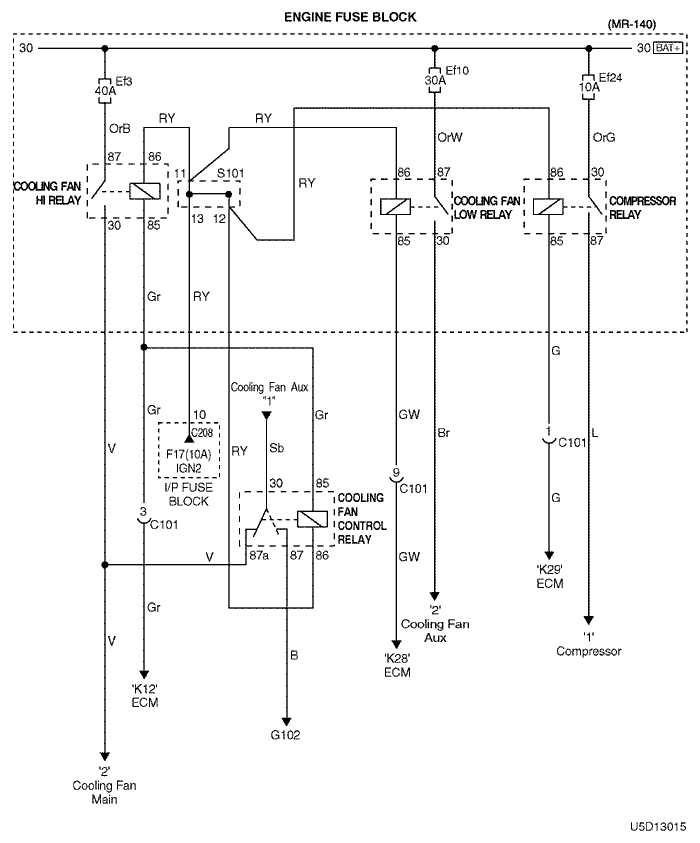 ENGINE FUSE BLOCK
(MR-140)
30
30 BAT+
Ef3
40A
Ef10
30A
Ef24
10A
RY
RY
OrB
OrW
OrG
87
86
11
S101
RY
86
87
86
30
COOLING FAN
HI RELAY
COOLING FAN
LOW RELAY
COMPRESSOR
RELAY
30
85
13
12
85
30
85
87
Gr
RY
G
Cooling Fan Aux
"1"
Gr
10
Gr
GW
C208
F17(10A)
IGN2
I/P FUSE
BLOCK
V
RY
Sb
Br
1
C101
L
30
85
9
C101
COOLING
FAN
CONTROL
RELAY
3
C101
G
87a
87
86
V
GW
'K29'
ECM
Gr
'2'
Cooling Fan
Aux
V
B
'1'
Compressor
'K12'
ECM
'K28'
ECM
G102
'2'
Cooling Fan
Main
U5D13015